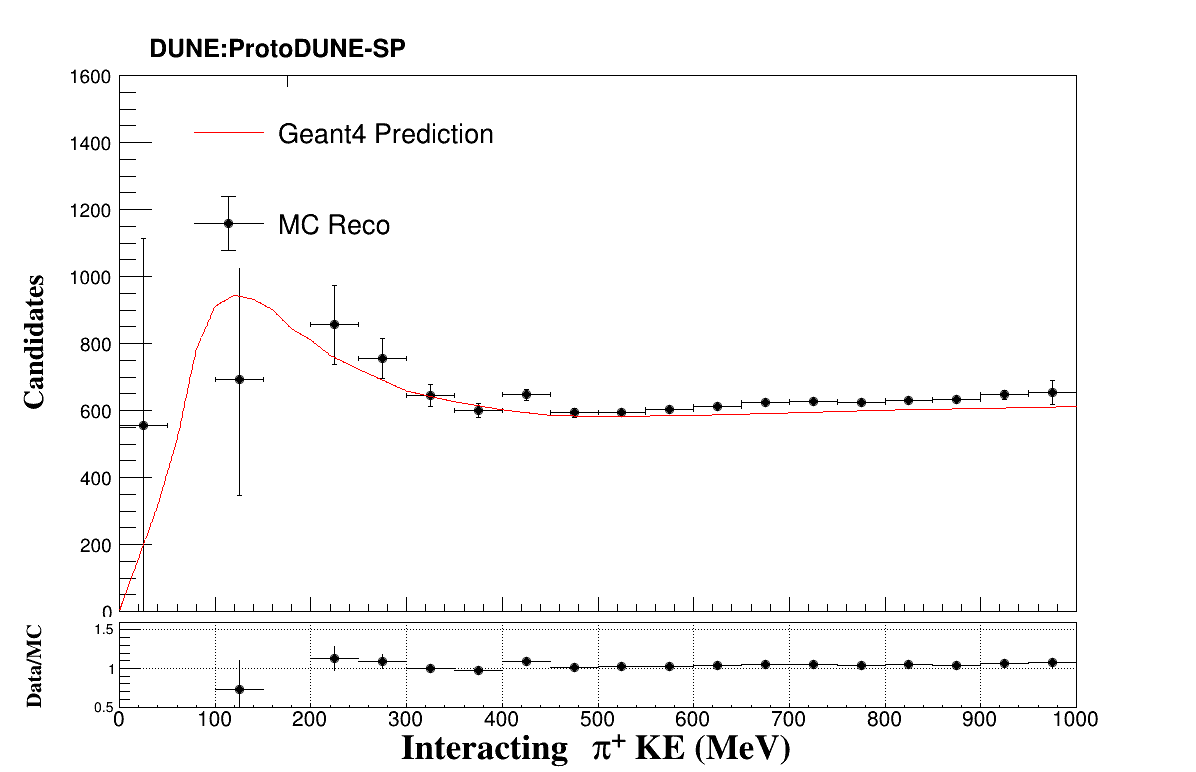 DUNE:ProtoDUNE-SP
1600
1400
1200
1000
800
600
400
200
0
Candidates
Geant4 Prediction
MC Reco
1.5
1
0.5
Data/MC
0 100 200 300 400 500 600 700 800 900 1000
Interacting π⁺ KE (MeV)